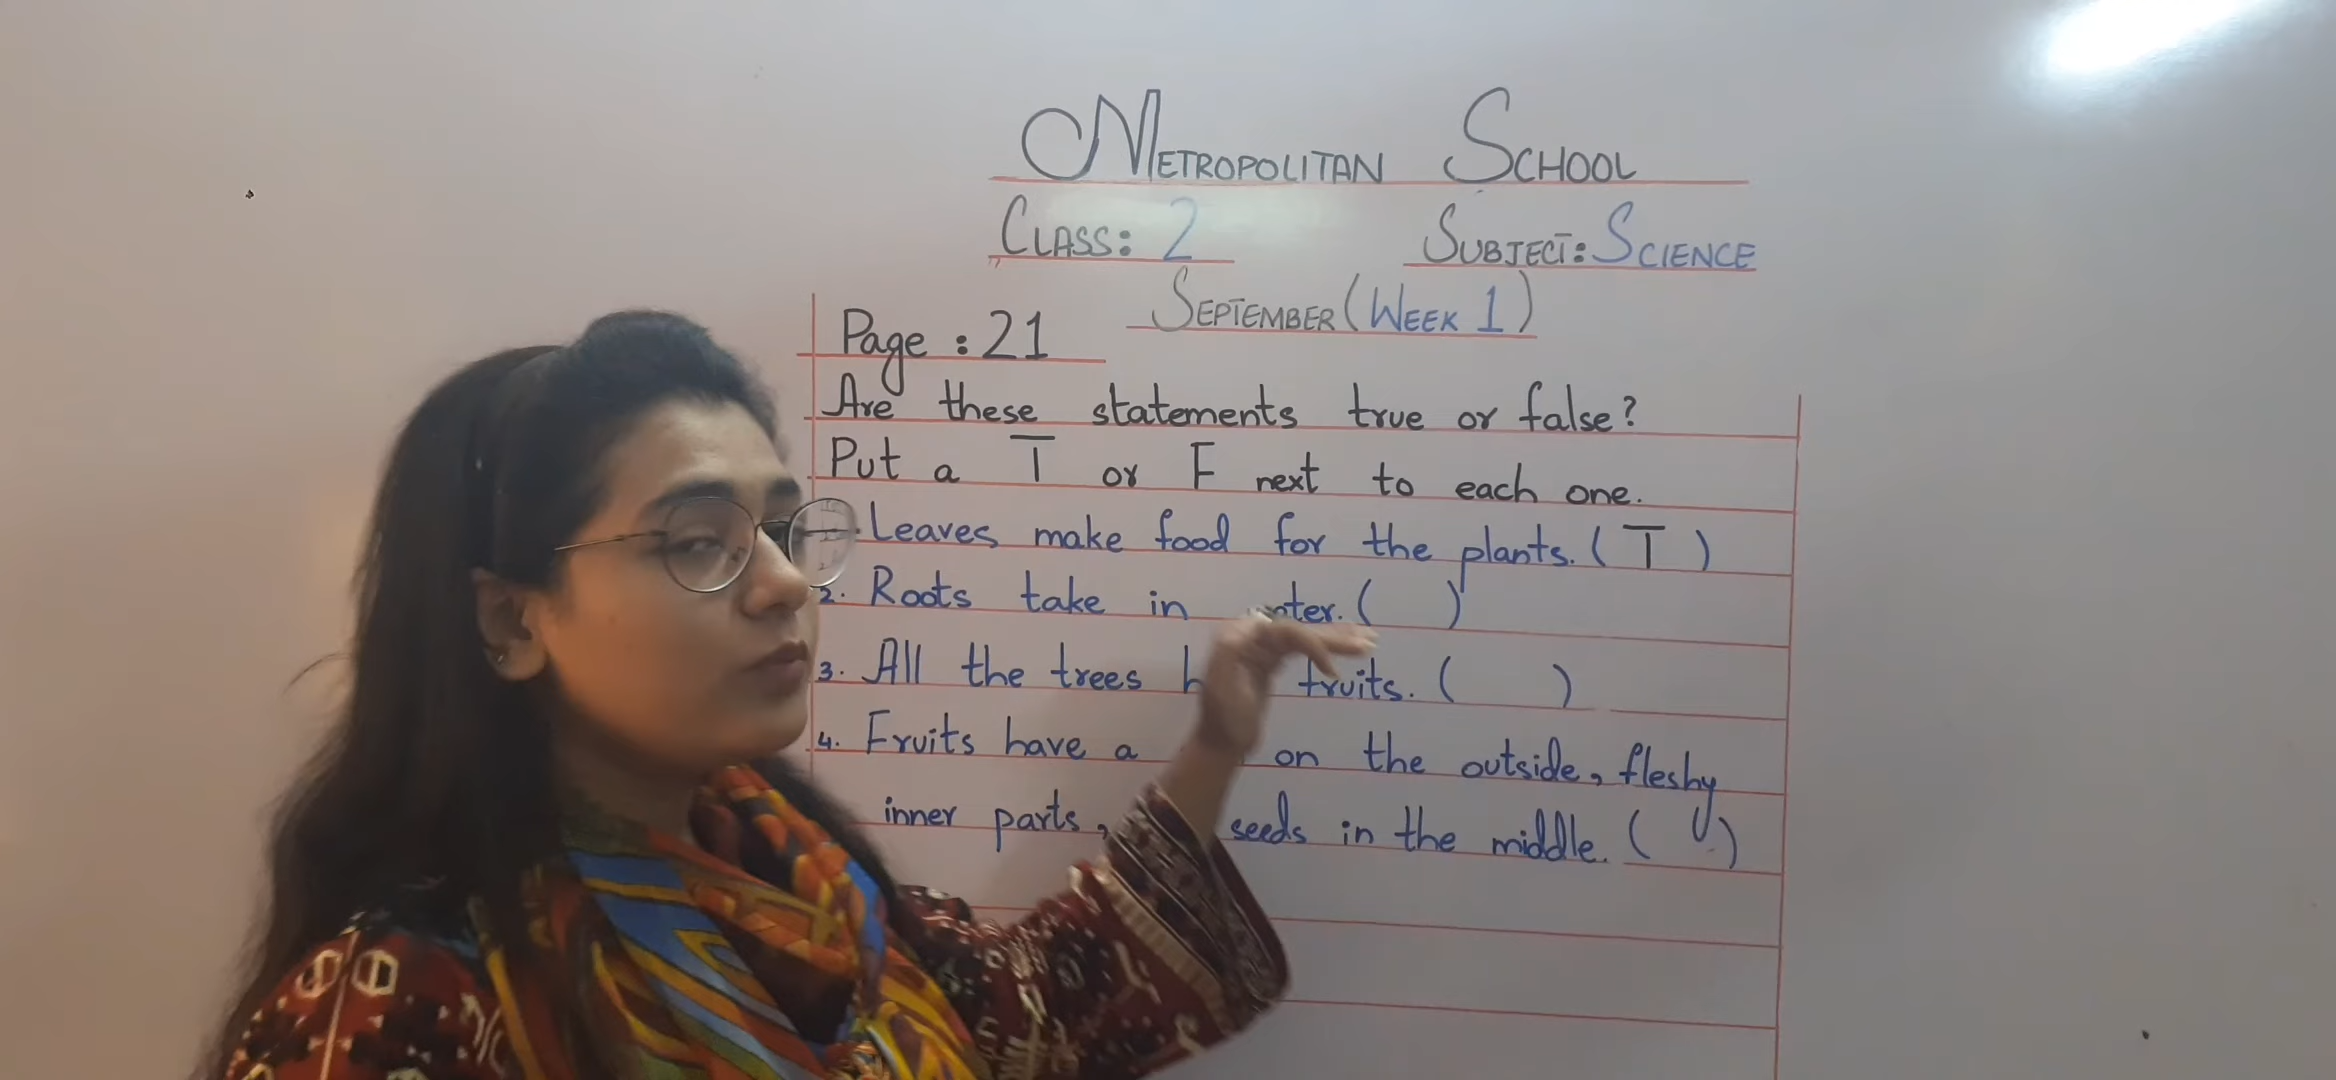 METROPOLITAN SCHOOL
CLASS: 2 SUBJECT: SCIENCE
SEPTEMBER (WEEK 1)
Page : 21
Are these statements true or false?
Put a T or F next to each one.
Leaves make food for the plants. ( T )
2. Roots take in ( )
3. All the trees fruits. ( )
4. Fruits have a on the outside, fleshy
inner parts, seeds in the middle. ( )